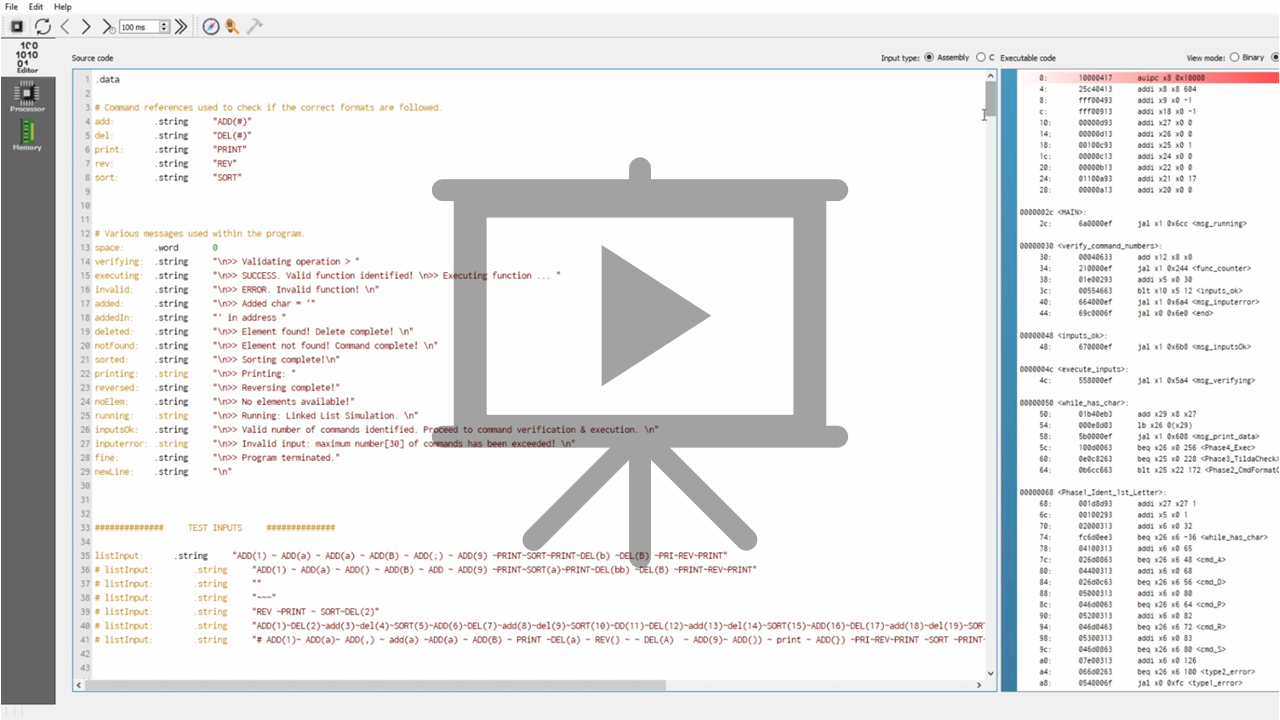 File Edit Help
100 ms
Editor
Processor
Memory
Source code Input type: Assembly C Executable code View mode: Binary
1 .data
2
3 # Command references used to check if the correct formats are followed.
4 add: .string "ADD(#)"
5 del: .string "DEL(#)"
6 print: .string "PRINT"
7 rev: .string "REV"
8 sort: .string "SORT"
9
10
11
12 # Various messages used within the program.
13 space: .word 0
14 verifying: .string "\n>> Validating operation > "
15 executing: .string "\n>> SUCCESS. Valid function identified! \n>> Executing function ... "
16 invalid: .string "\n>> ERROR. Invalid function! \n"
17 added: .string "\n>> Added char = '"
18 addedIn: .string "' in address "
19 deleted: .string "\n>> Element found! Delete complete! \n"
20 notFound: .string "\n>> Element not found! Command complete! \n"
21 sorted: .string "\n>> Sorting complete!\n"
22 printing: .string "\n>> Printing: "
23 reversed: .string "\n>> Reversing complete!"
24 noElem: .string "\n>> No elements available!"
25 running: .string "\n>> Running: Linked List Simulation. \n"
26 inputsOk: .string "\n>> Valid number of commands identified. Proceed to command verification & execution. \n"
27 inputerror: .string "\n>> Invalid input: maximum number[30] of commands has been exceeded! \n"
28 fine: .string "\n>> Program terminated."
29 newLine: .string "\n"
30
31
32
33 ############## TEST INPUTS ##############
34
35 listInput: .string "ADD(1) ~ ADD(a) ~ ADD(a) ~ ADD(B) ~ ADD(;) ~ ADD(9) ~PRINT~SORT~PRINT~DEL(b) ~DEL(B) ~PRI~REV~PRINT"
36 # listInput: .string "ADD(1) ~ ADD(a) ~ ADD() ~ ADD(B) ~ ADD ~ ADD(9) ~PRINT~SORT(a)~PRINT~DEL(bb) ~DEL(B) ~PRINT~REV~PRINT"
37 # listInput: .string ""
38 # listInput: .string "~~~"
39 # listInput: .string "REV ~PRINT ~ SORT~DEL(2)"
40 # listInput: .string "ADD(1)~DEL(2)~add(3)~del(4)~SORT(5)~ADD(6)~DEL(7)~add(8)~del(9)~SORT(10)~DD(11)~DEL(12)~add(13)~del(14)~SORT(15)~ADD(16)~DEL(17)~add(18)~del(19)~SOR
41 # listInput: .string "# ADD(1)~ ADD(a)~ ADD(,) ~ add(a) ~ADD(a) ~ ADD(B) ~ PRiNT ~DEL(a) ~ REV() ~ ~ DEL(A) ~ ADD(9)~ ADD()) ~ print ~ ADD(}) ~PRI~REV~PRINT ~SORT ~PRINT~
42
43
0: 10000417 auipc x8 0x10000
4: 25c40413 addi x8 x8 604
8: fff00493 addi x9 x0 -1
c: fff00913 addi x18 x0 -1
10: 00000d93 addi x27 x0 0
14: 00000d13 addi x26 x0 0
18: 00100c93 addi x25 x0 1
1c: 00000c13 addi x24 x0 0
20: 00000b13 addi x22 x0 0
24: 01100a93 addi x21 x0 17
28: 00000a13 addi x20 x0 0
0000002c <MAIN>:
2c: 6a0000ef jal x1 0x6cc <msg_running>
00000030 <verify_command_numbers>:
30: 00040633 add x12 x8 x0
34: 210000ef jal x1 0x244 <func_counter>
38: 01e00293 addi x5 x0 30
3c: 00554663 blt x10 x5 12 <inputs_ok>
40: 664000ef jal x1 0x6a4 <msg_inputerror>
44: 69c0006f jal x0 0x6e0 <end>
00000048 <inputs_ok>:
48: 670000ef jal x1 0x6b8 <msg_inputsOk>
0000004c <execute_inputs>:
4c: 558000ef jal x1 0x5a4 <msg_verifying>
00000050 <while_has_char>:
50: 01b40eb3 add x29 x8 x27
54: 000e8d03 lb x26 0(x29)
58: 5b0000ef jal x1 0x608 <msg_print_data>
5c: 100d0063 beq x26 x0 256 <Phase4_Exec>
60: 0e0c8263 beq x25 x0 228 <Phase3_TildaCheck>
64: 0b6cc663 blt x25 x22 172 <Phase2_CmdFormatC
00000068 <Phase1_Ident_1st_Letter>:
68: 001d8d93 addi x27 x27 1
6c: 00100293 addi x5 x0 1
70: 02000313 addi x6 x0 32
74: fc6d0ee3 beq x26 x6 -36 <while_has_char>
78: 04100313 addi x6 x0 65
7c: 026d0863 beq x26 x6 48 <cmd_A>
80: 04400313 addi x6 x0 68
84: 026d0c63 beq x26 x6 56 <cmd_D>
88: 05000313 addi x6 x0 80
8c: 046d0063 beq x26 x6 64 <cmd_P>
90: 05200313 addi x6 x0 82
94: 046d0463 beq x26 x6 72 <cmd_R>
98: 05300313 addi x6 x0 83
9c: 046d0863 beq x26 x6 80 <cmd_S>
a0: 07e00313 addi x6 x0 126
a4: 066d0263 beq x26 x6 100 <type2_error>
a8: 0540006f jal x0 0xfc <type1_error>